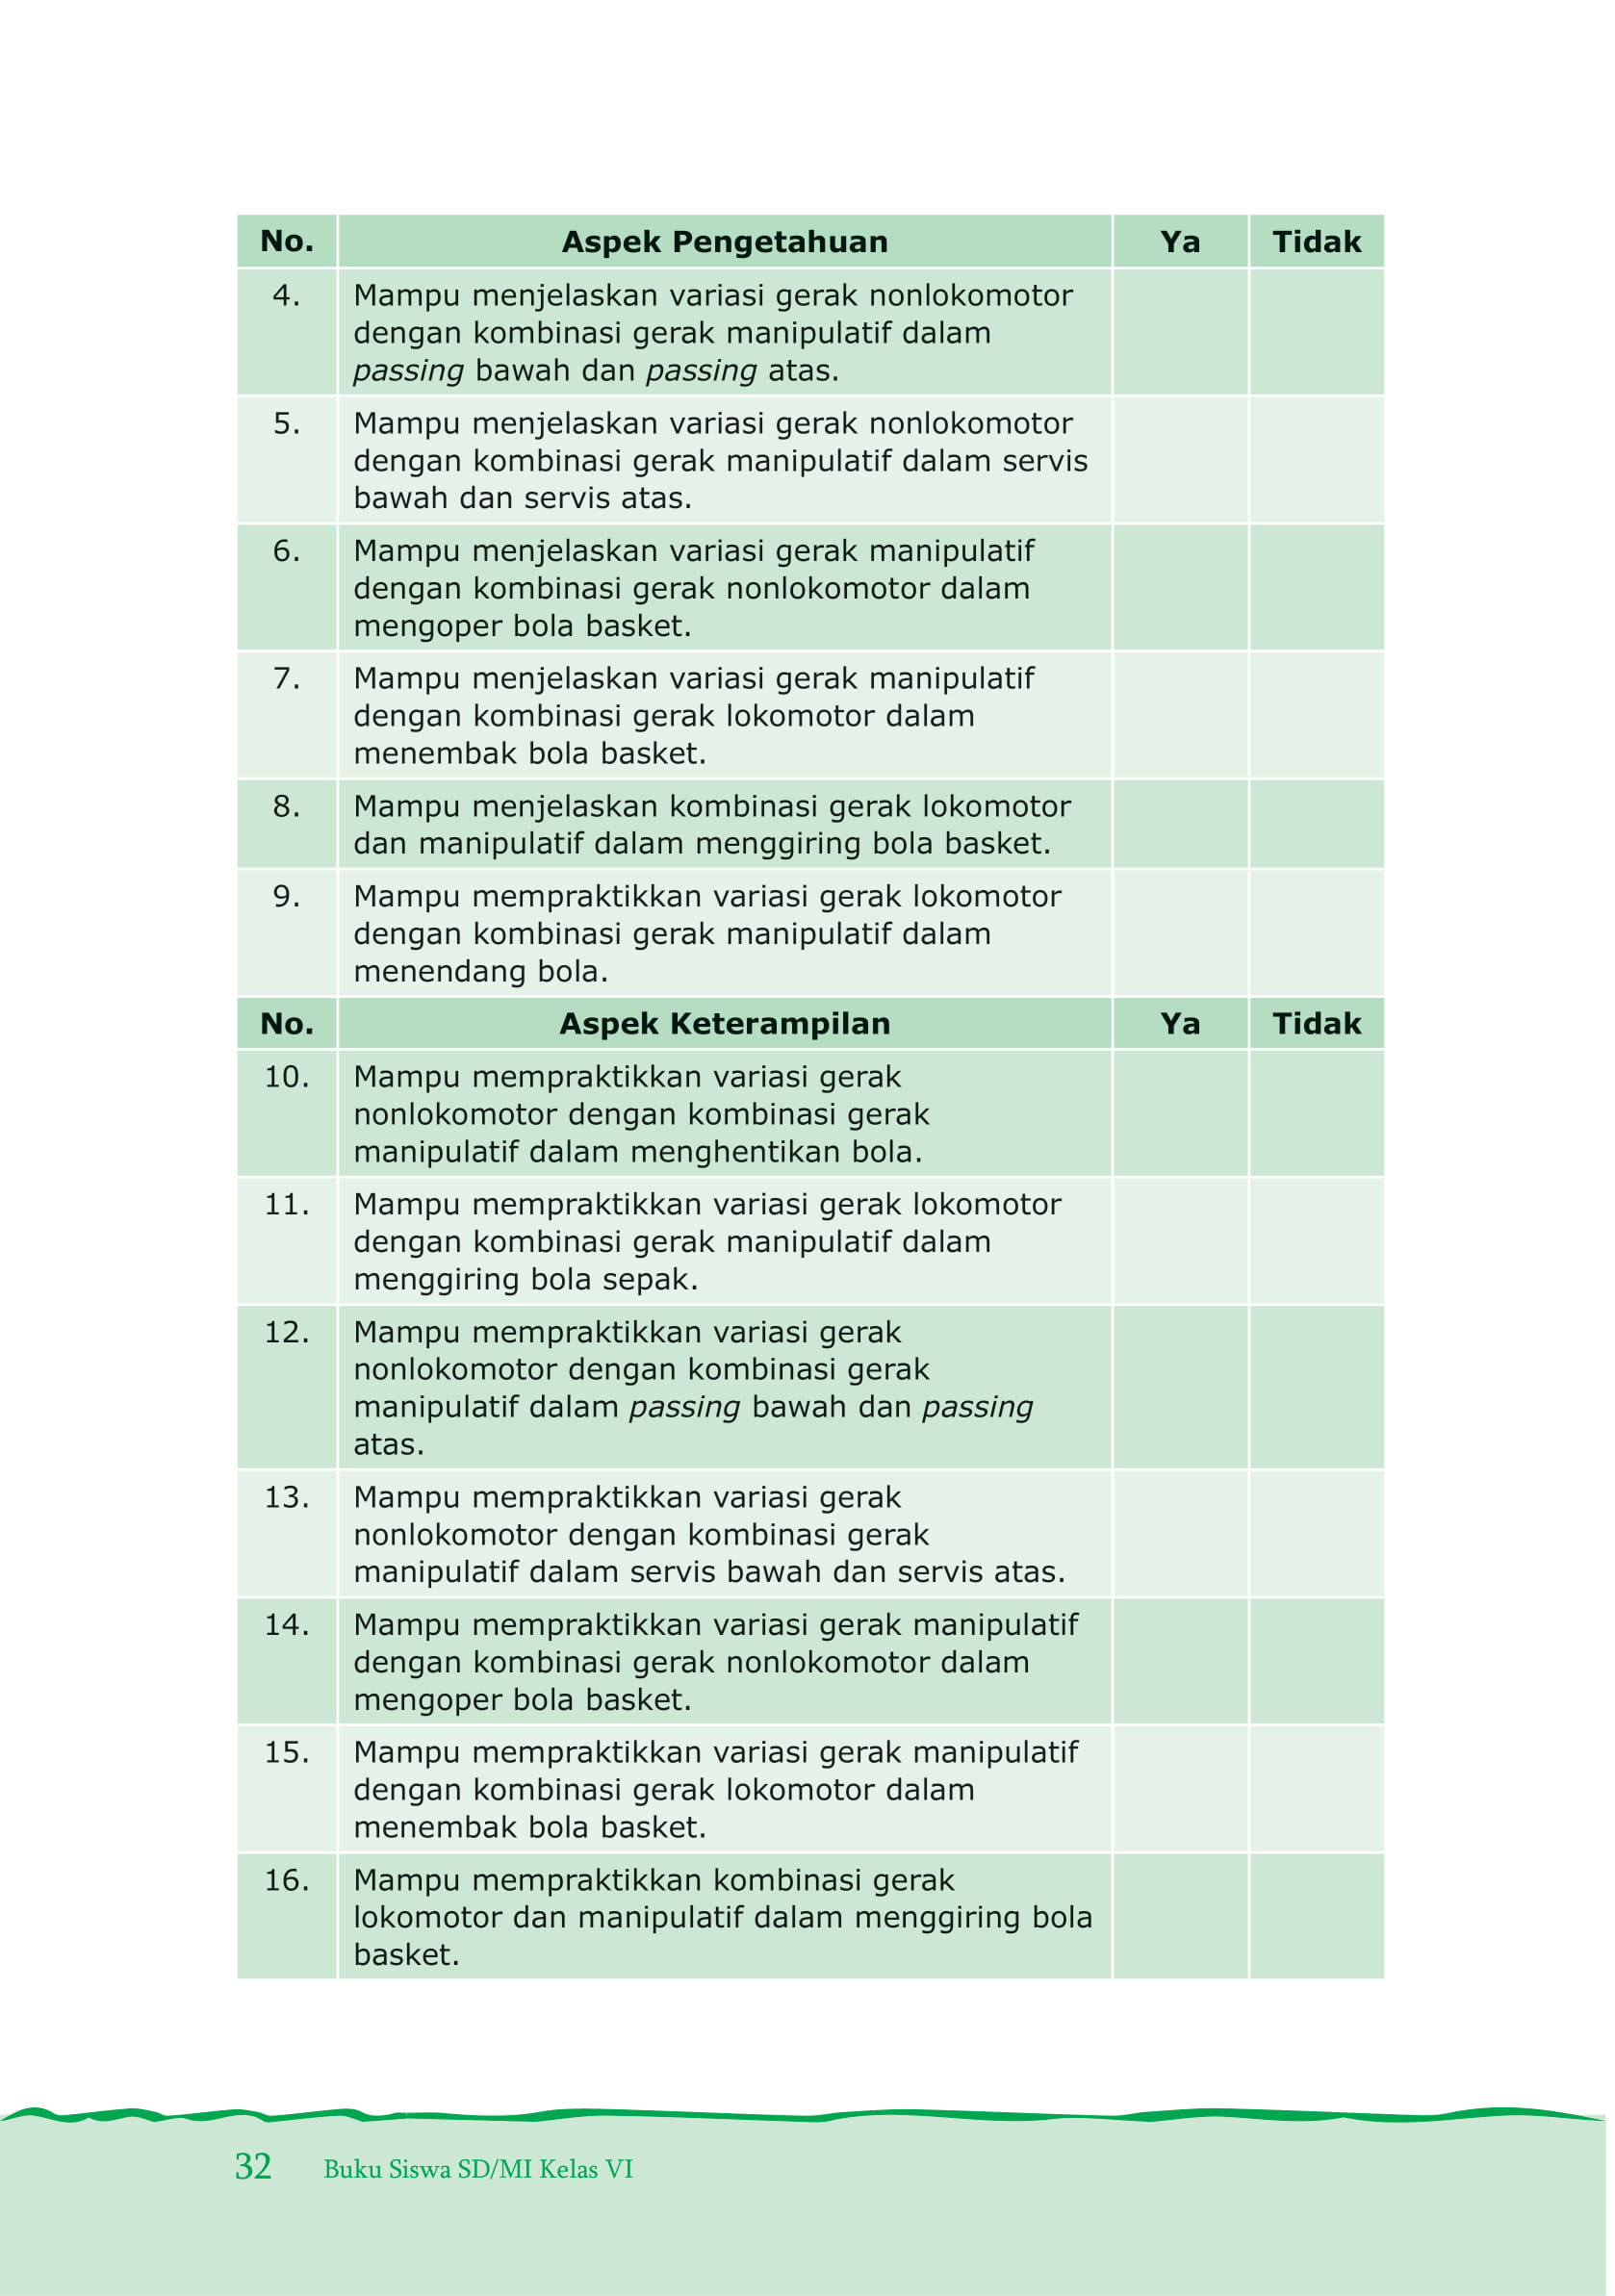 No. Aspek Pengetahuan Ya Tidak
4. Mampu menjelaskan variasi gerak nonlokomotor
dengan kombinasi gerak manipulatif dalam
passing bawah dan passing atas.
5. Mampu menjelaskan variasi gerak nonlokomotor
dengan kombinasi gerak manipulatif dalam servis
bawah dan servis atas.
6. Mampu menjelaskan variasi gerak manipulatif
dengan kombinasi gerak nonlokomotor dalam
mengoper bola basket.
7. Mampu menjelaskan variasi gerak manipulatif
dengan kombinasi gerak lokomotor dalam
menembak bola basket.
8. Mampu menjelaskan kombinasi gerak lokomotor
dan manipulatif dalam menggiring bola basket.
9. Mampu mempraktikkan variasi gerak lokomotor
dengan kombinasi gerak manipulatif dalam
menendang bola.
No. Aspek Keterampilan Ya Tidak
10. Mampu mempraktikkan variasi gerak
nonlokomotor dengan kombinasi gerak
manipulatif dalam menghentikan bola.
11. Mampu mempraktikkan variasi gerak lokomotor
dengan kombinasi gerak manipulatif dalam
menggiring bola sepak.
12. Mampu mempraktikkan variasi gerak
nonlokomotor dengan kombinasi gerak
manipulatif dalam passing bawah dan passing
atas.
13. Mampu mempraktikkan variasi gerak
nonlokomotor dengan kombinasi gerak
manipulatif dalam servis bawah dan servis atas.
14. Mampu mempraktikkan variasi gerak manipulatif
dengan kombinasi gerak nonlokomotor dalam
mengoper bola basket.
15. Mampu mempraktikkan variasi gerak manipulatif
dengan kombinasi gerak lokomotor dalam
menembak bola basket.
16. Mampu mempraktikkan kombinasi gerak
lokomotor dan manipulatif dalam menggiring bola
basket.
32 Buku Siswa SD/MI Kelas VI